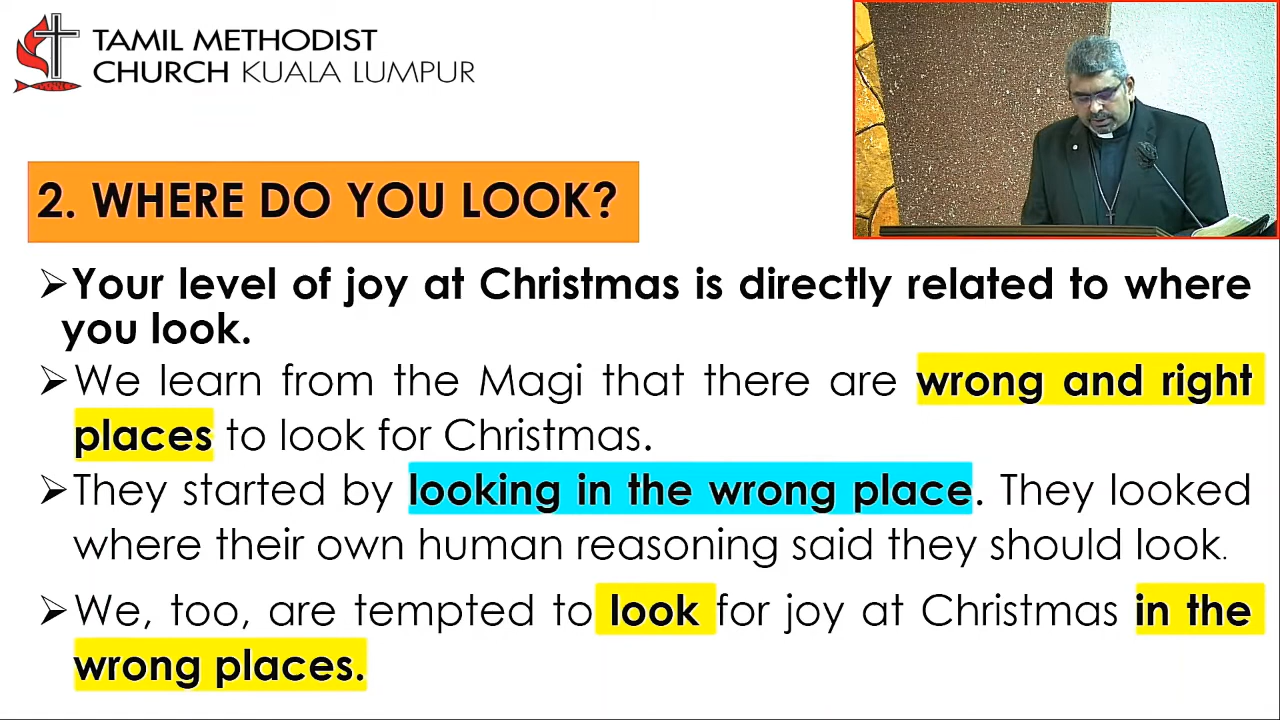 TAMIL METHODIST
CHURCH KUALA LUMPUR
2. WHERE DO YOU LOOK?
➢Your level of joy at Christmas is directly related to where
you look.
➢We learn from the Magi that there are wrong and right
places to look for Christmas.
➢They started by looking in the wrong place. They looked
where their own human reasoning said they should look.
➢We, too, are tempted to look for joy at Christmas in the
wrong places.